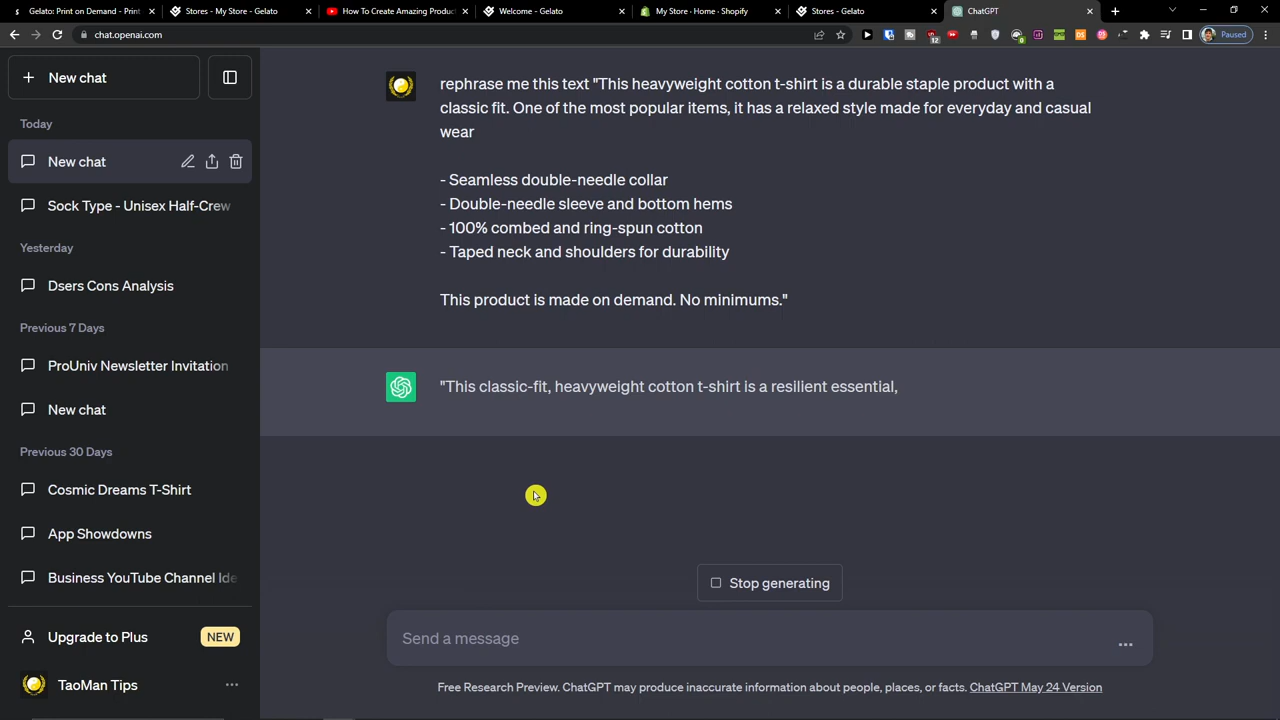 Gelato: Print on Demand - Print
Stores - My Store - Gelato
How To Create Amazing Produc
Welcome - Gelato
My Store · Home · Shopify
Stores - Gelato
ChatGPT
chat.openai.com
12
0
Paused
New chat
Today
New chat
Sock Type - Unisex Half-Crew
Yesterday
Dsers Cons Analysis
Previous 7 Days
ProUniv Newsletter Invitation
New chat
Previous 30 Days
Cosmic Dreams T-Shirt
App Showdowns
Business YouTube Channel Ide
Upgrade to Plus NEW
TaoMan Tips
rephrase me this text "This heavyweight cotton t-shirt is a durable staple product with a
classic fit. One of the most popular items, it has a relaxed style made for everyday and casual
wear
- Seamless double-needle collar
- Double-needle sleeve and bottom hems
- 100% combed and ring-spun cotton
- Taped neck and shoulders for durability
This product is made on demand. No minimums."
"This classic-fit, heavyweight cotton t-shirt is a resilient essential,
Stop generating
Send a message
Free Research Preview. ChatGPT may produce inaccurate information about people, places, or facts. ChatGPT May 24 Version